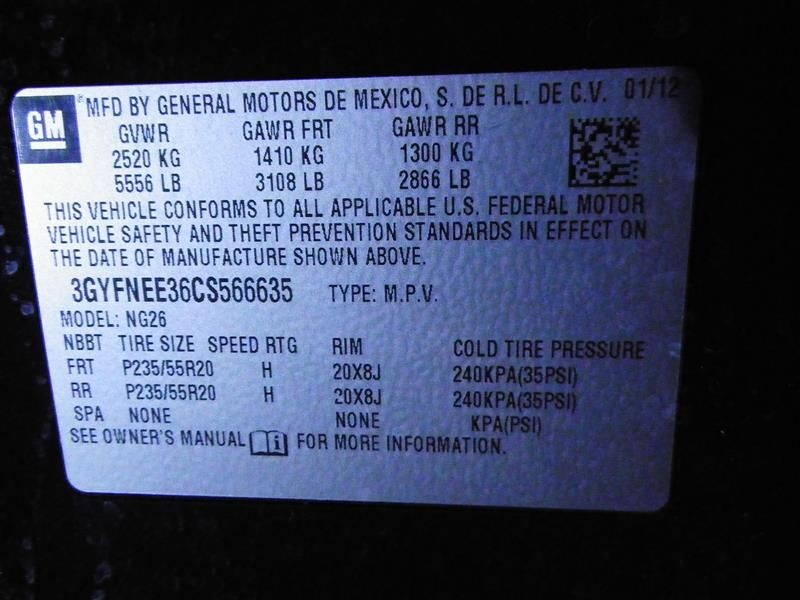 GM
MFD BY GENERAL MOTORS DE MEXICO, S. DE R.L. DE C.V. 01/12
GVWR GAWR FRT GAWR RR
2520 KG 1410 KG 1300 KG
5556 LB 3108 LB 2866 LB
THIS VEHICLE CONFORMS TO ALL APPLICABLE U.S. FEDERAL MOTOR
VEHICLE SAFETY AND THEFT PREVENTION STANDARDS IN EFFECT ON
THE DATE OF MANUFACTURE SHOWN ABOVE.
3GYFNEE36CS566635 TYPE: M.P.V.
MODEL: NG26
NBBT TIRE SIZE SPEED RTG RIM COLD TIRE PRESSURE
FRT P235/55R20 H 20X8J 240KPA(35PSI)
RR P235/55R20 H 20X8J 240KPA(35PSI)
SPA NONE NONE KPA(PSI)
SEE OWNER'S MANUAL FOR MORE INFORMATION.